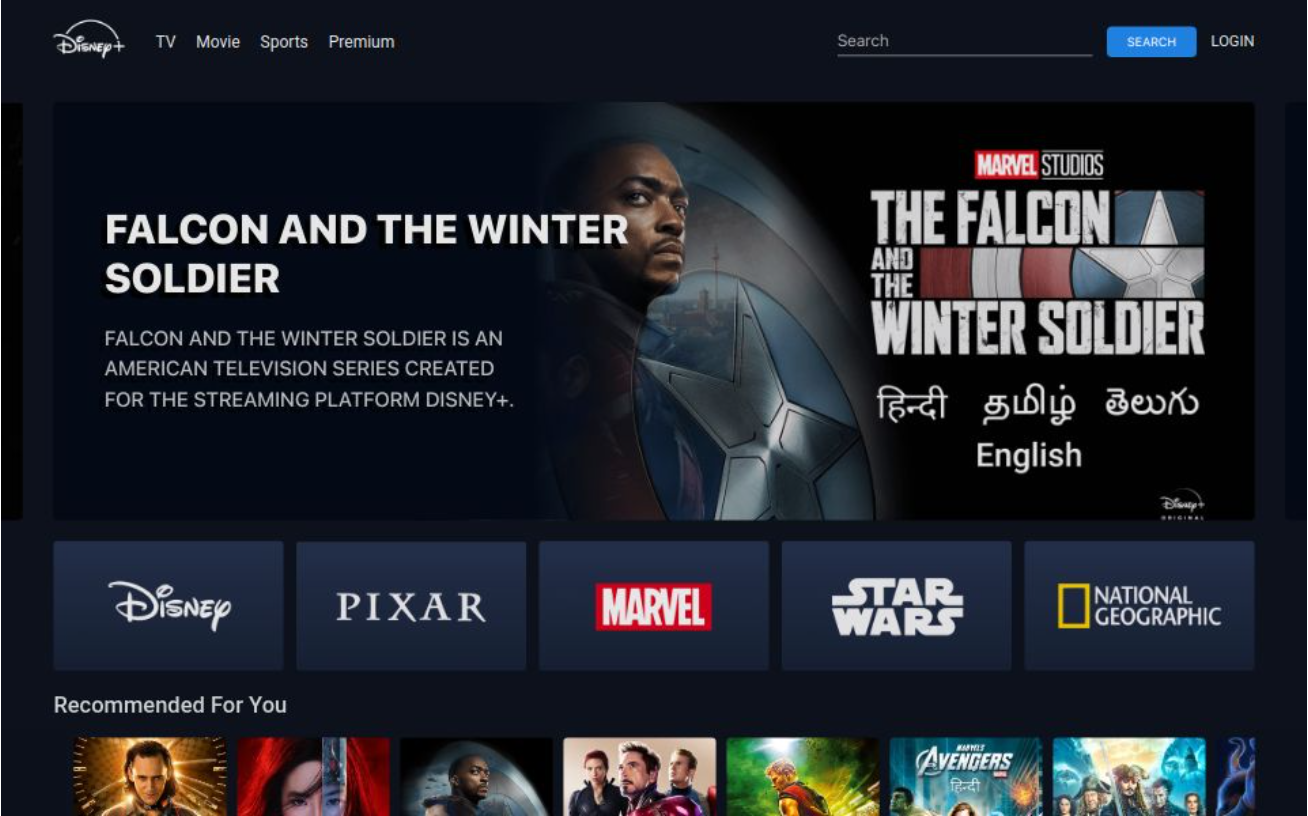 Disney+ TV Movie Sports Premium Search SEARCH LOGIN
FALCON AND THE WINTER
SOLDIER
FALCON AND THE WINTER SOLDIER IS AN
AMERICAN TELEVISION SERIES CREATED
FOR THE STREAMING PLATFORM DISNEY+.
MARVEL STUDIOS
THE FALCON
AND
THE
WINTER SOLDIER
हिन्दी தமிழ் తెలుగు
English
Disney+
ORIGINAL
Disney
PIXAR
MARVEL
STAR
WARS
NATIONAL
GEOGRAPHIC
Recommended For You
MARVEL'S
AVENGERS
हिन्दी